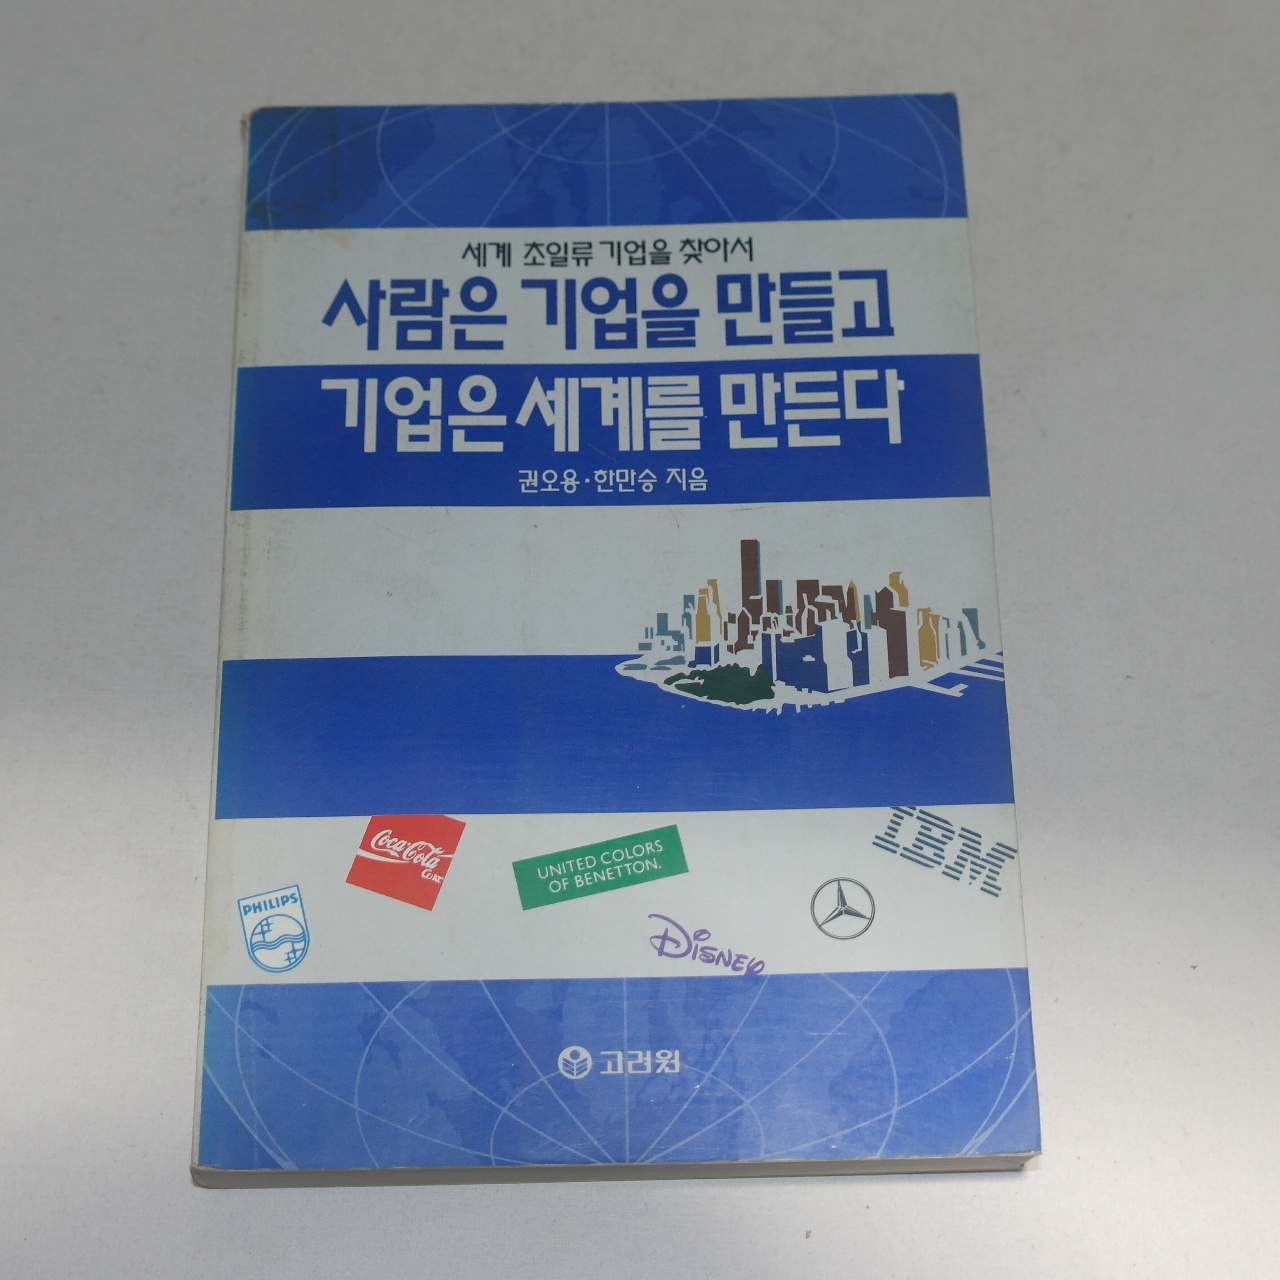 세계 초일류 기업을 찾아서
사람은 기업을 만들고
기업은 세계를 만든다
권오용·한만승 지음
Coca-Cola
Coke
UNITED COLORS
OF BENETTON.
IBM
PHILIPS
Disney
고려원